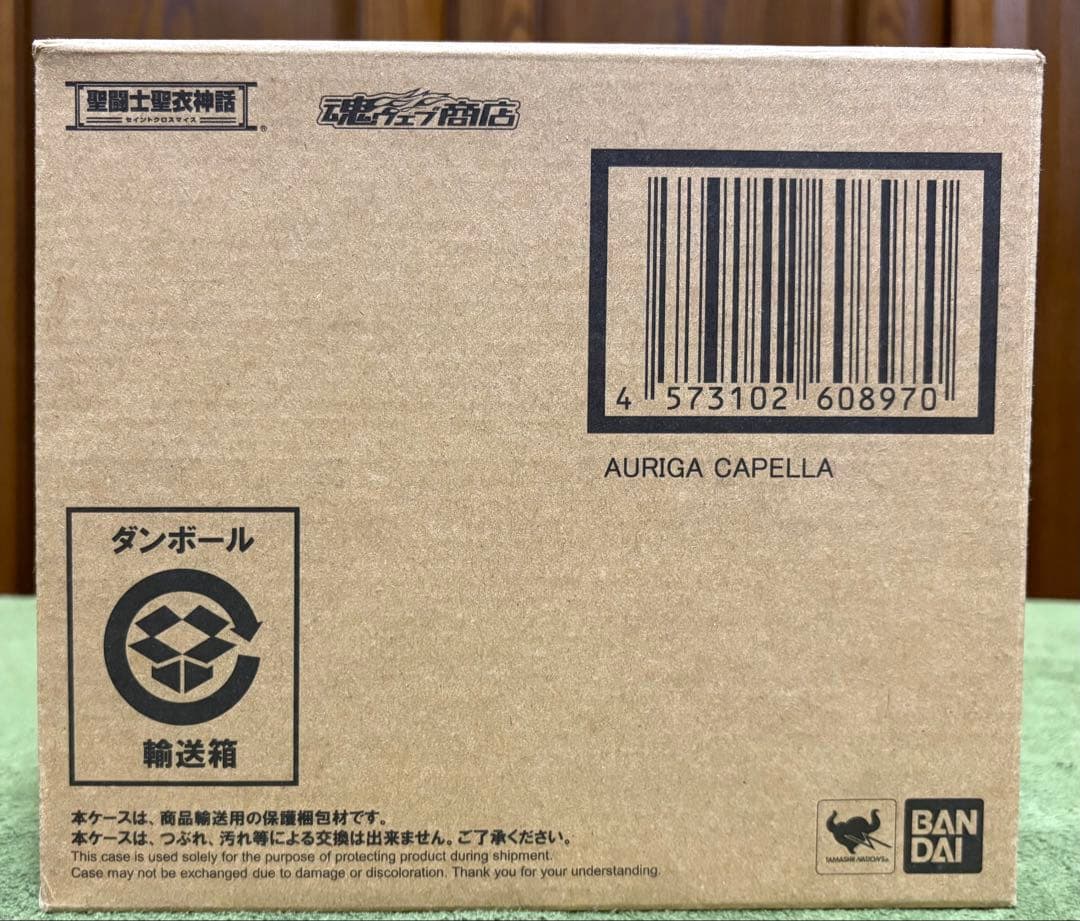 聖闘士聖衣神話
セイントクロスマイス
®
魂ウェブ商店
4 573102 608970
AURIGA CAPELLA
ダンボール
輸送箱
本ケースは、商品輸送用の保護梱包材です。
本ケースは、つぶれ、汚れ等による交換は出来ません。ご了承ください。
This case is used solely for the purpose of protecting product during shipment.
Case may not be exchanged due to damage or discoloration. Thank you for your understanding.
TAMASHII NATIONS
BAN
DAI